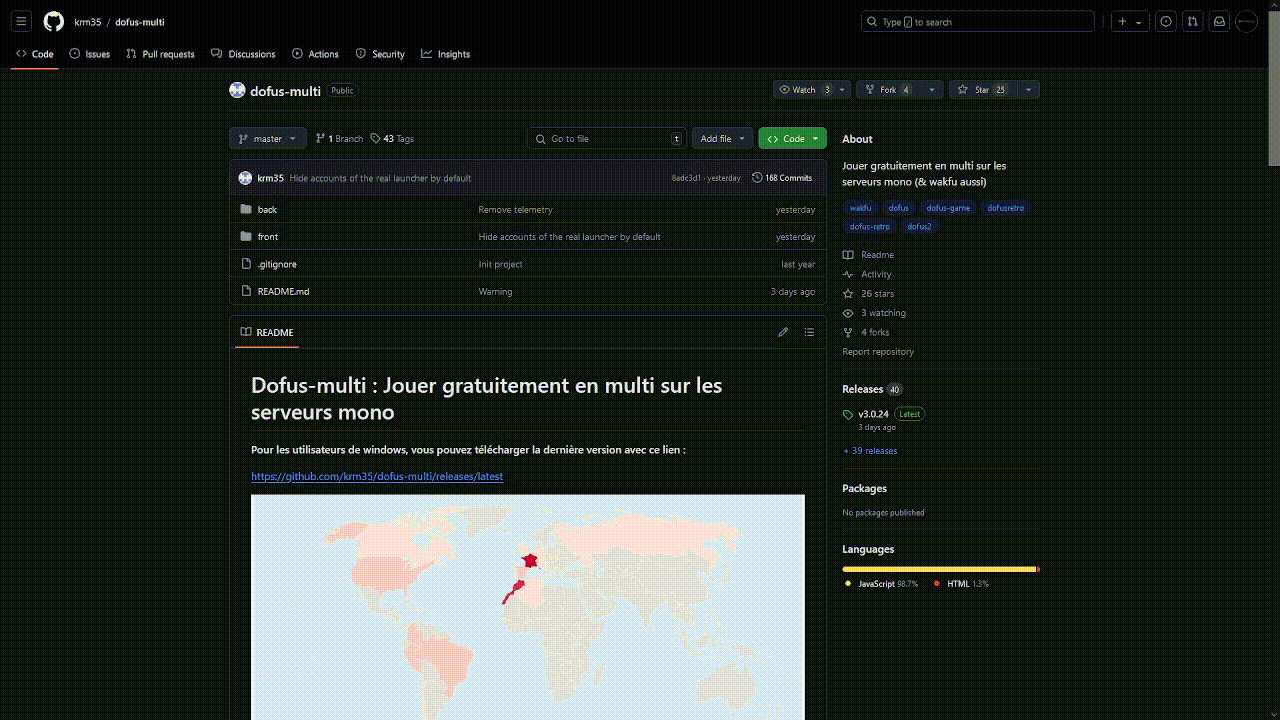 krm35 / dofus-multi
Type / to search
Code Issues Pull requests Discussions Actions Security Insights
dofus-multi Public
Watch 3 Fork 4 Star 25
master 1 Branch 43 Tags
Go to file t Add file Code
krm35 Hide accounts of the real launcher by default 6adc3d1 · yesterday 168 Commits
back Remove telemetry yesterday
front Hide accounts of the real launcher by default yesterday
.gitignore Init project last year
README.md Warning 3 days ago
README
Dofus-multi : Jouer gratuitement en multi sur les
serveurs mono
Pour les utilisateurs de windows, vous pouvez télécharger la dernière version avec ce lien :
https://github.com/krm35/dofus-multi/releases/latest
About
Jouer gratuitement en multi sur les
serveurs mono (& wakfu aussi)
wakfu dofus dofus-game dofusretro
dofus-retro dofus2
Readme
Activity
26 stars
3 watching
4 forks
Report repository
Releases 40
v3.0.24 Latest
3 days ago
+ 39 releases
Packages
No packages published
Languages
JavaScript 98.7% HTML 1.3%